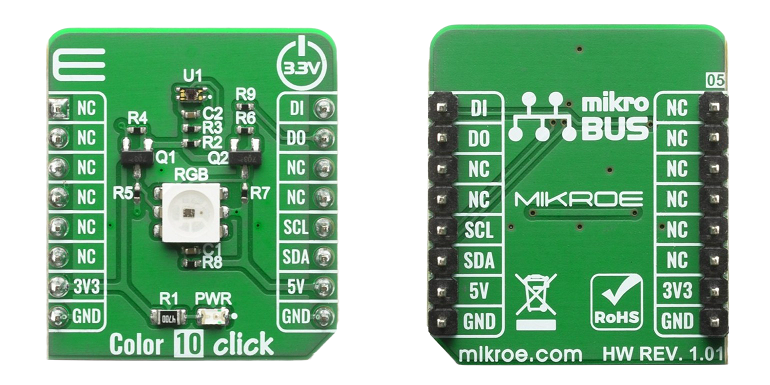 3.3V
U1
NC
DI
C2
R9
R4
R3
R6
NC
DO
R2
Q1
Q2
NC
NC
RGB
NC
R5
R7
NC
NC
SCL
C1
NC
R8
SDA
3V3
5V
R1
PWR
GND
470
GND
Color 10 click
05
DI
mikro
NC
DO
BUS
NC
NC
NC
NC
MIKROE
NC
SCL
NC
SDA
NC
5V
3V3
GND
RoHS
GND
mikroe.com HW REV. 1.01